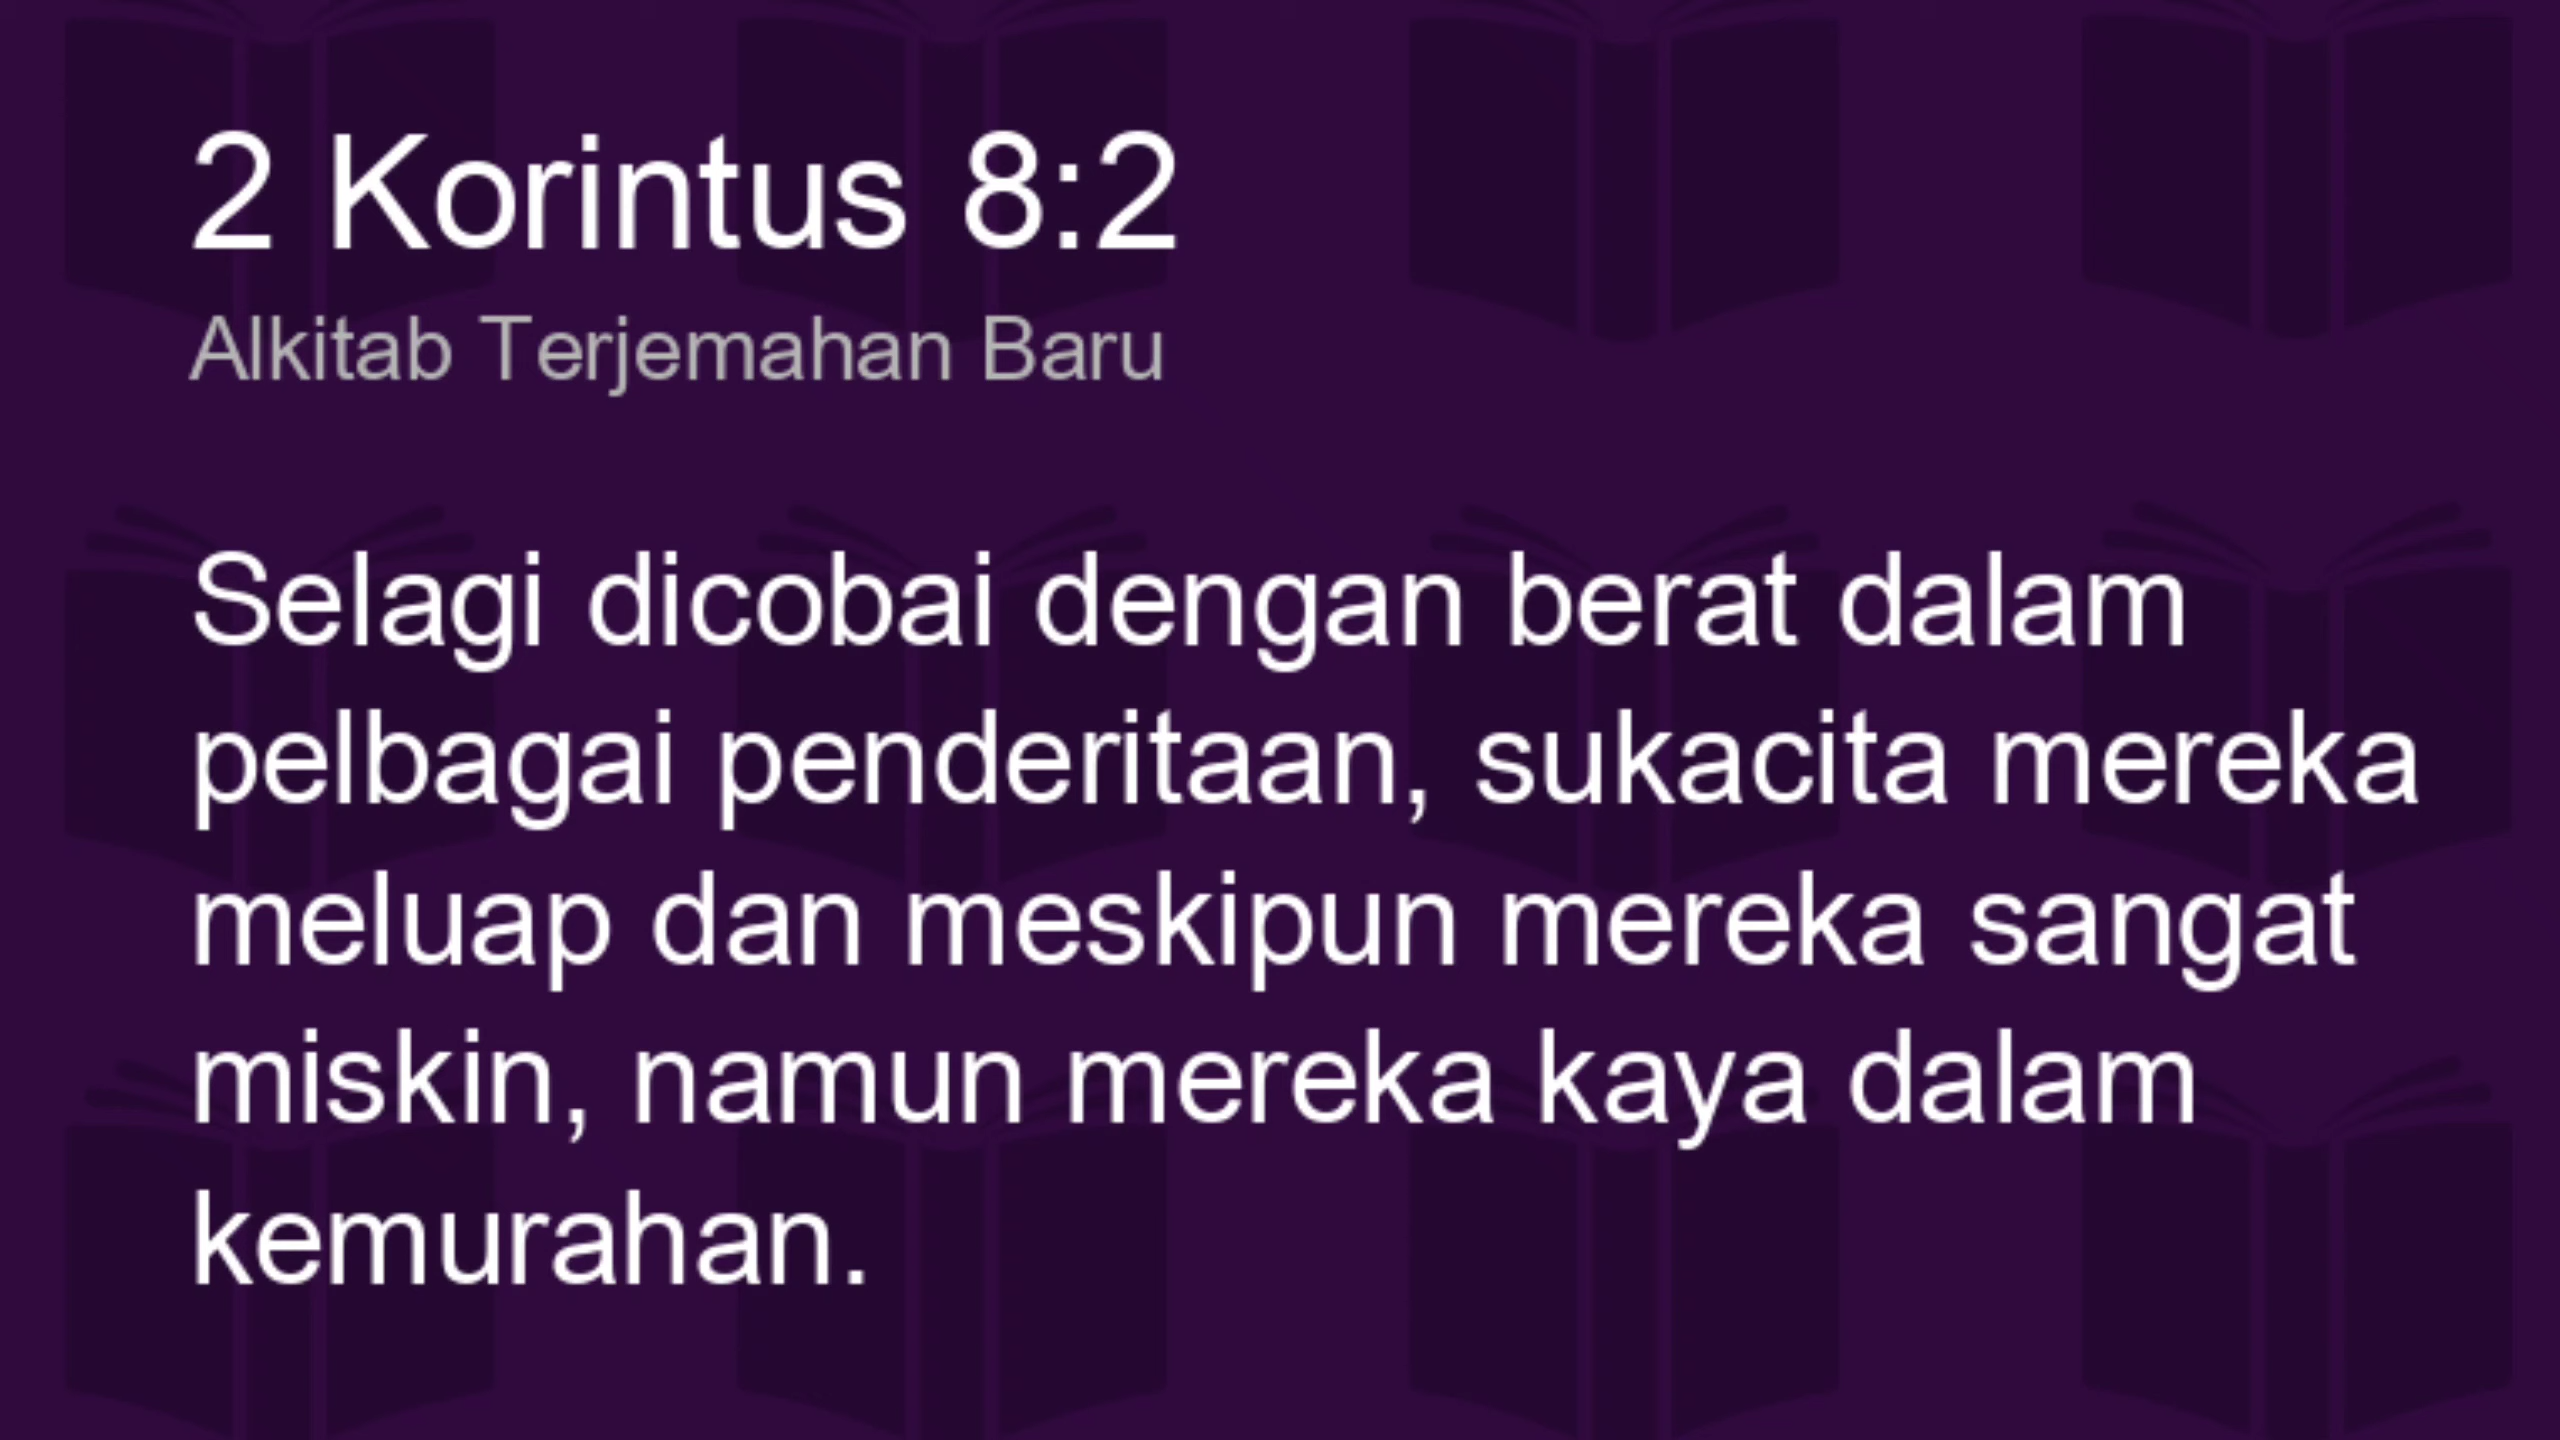 2 Korintus 8:2
Alkitab Terjemahan Baru
Selagi dicobai dengan berat dalam
pelbagai penderitaan, sukacita mereka
meluap dan meskipun mereka sangat
miskin, namun mereka kaya dalam
kemurahan.